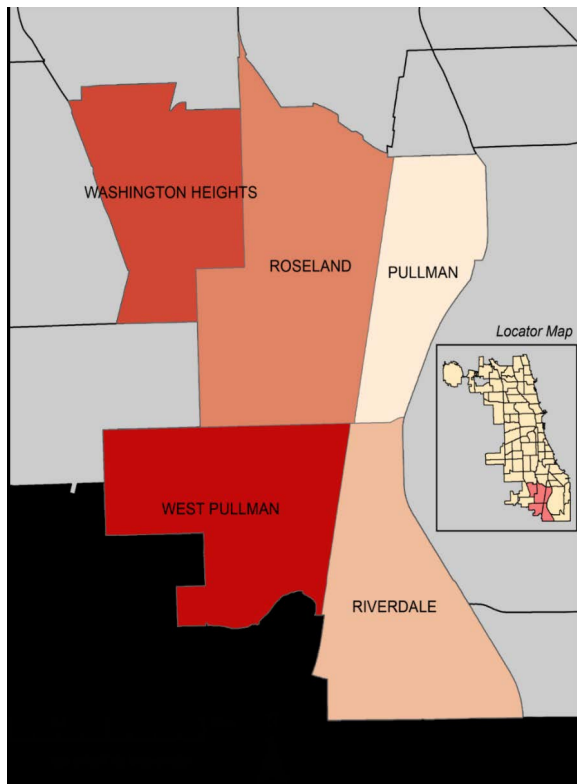 WASHINGTON HEIGHTS
ROSELAND
PULLMAN
Locator Map
WEST PULLMAN
RIVERDALE